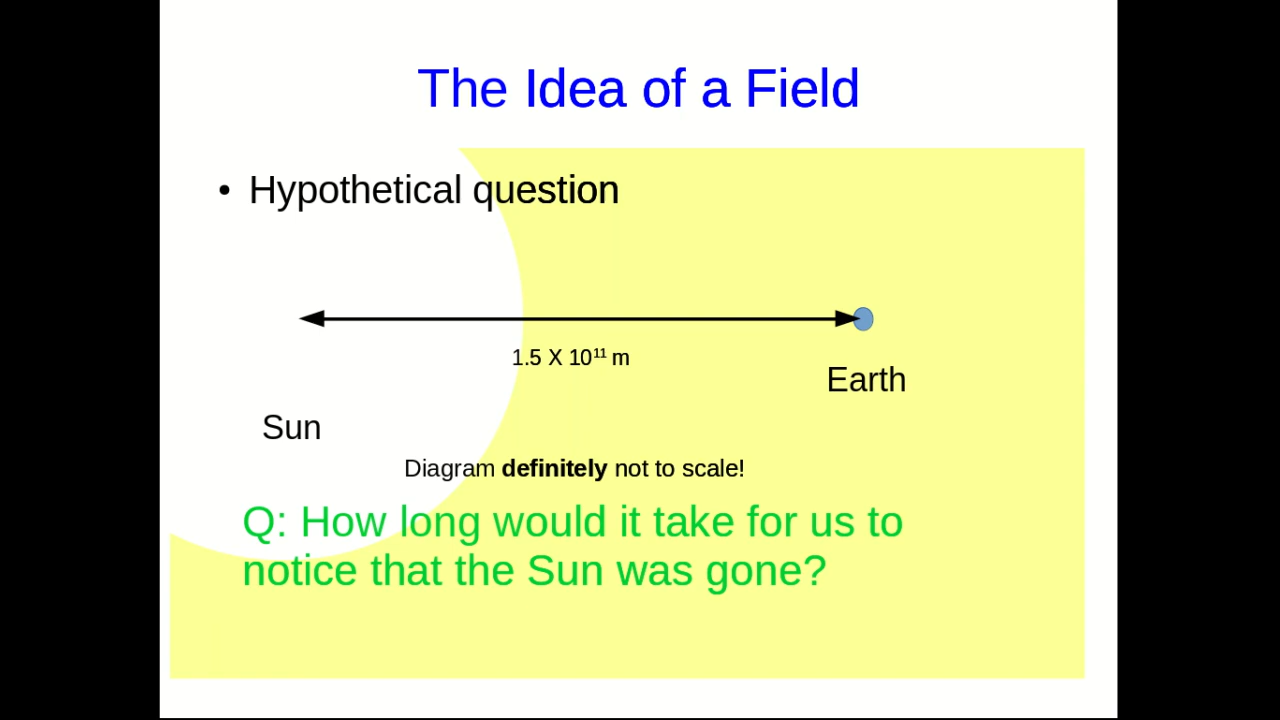 The Idea of a Field
• Hypothetical question
1.5 X 10¹¹ m
Earth
Sun
Diagram definitely not to scale!
Q: How long would it take for us to
notice that the Sun was gone?